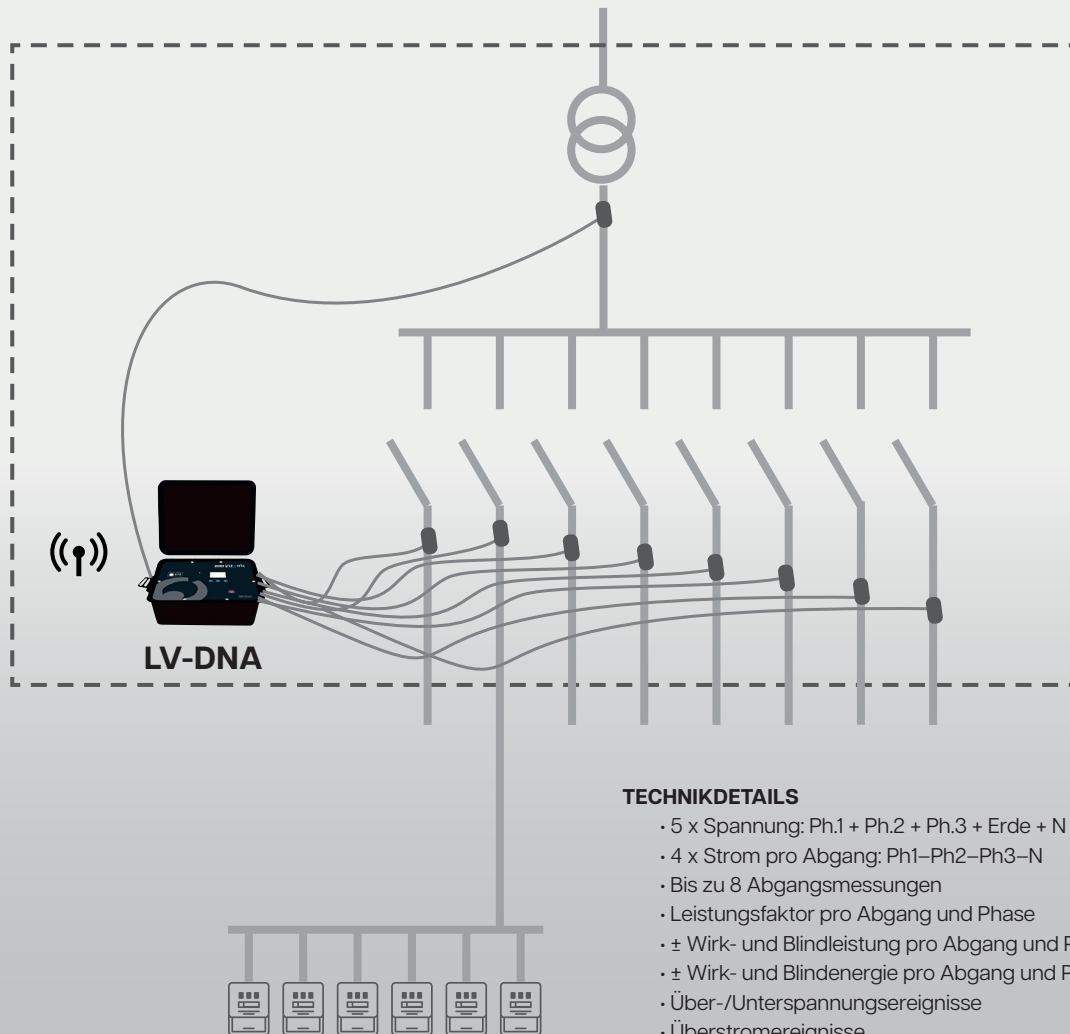 LV-DNA
TECHNIKDETAILS
• 5 x Spannung: Ph.1 + Ph.2 + Ph.3 + Erde + N
• 4 x Strom pro Abgang: Ph1–Ph2–Ph3–N
• Bis zu 8 Abgangsmessungen
• Leistungsfaktor pro Abgang und Phase
• ± Wirk- und Blindleistung pro Abgang und
• ± Wirk- und Blindenergie pro Abgang und
• Über-/Unterspannungsereignisse
• Überstromereignisse